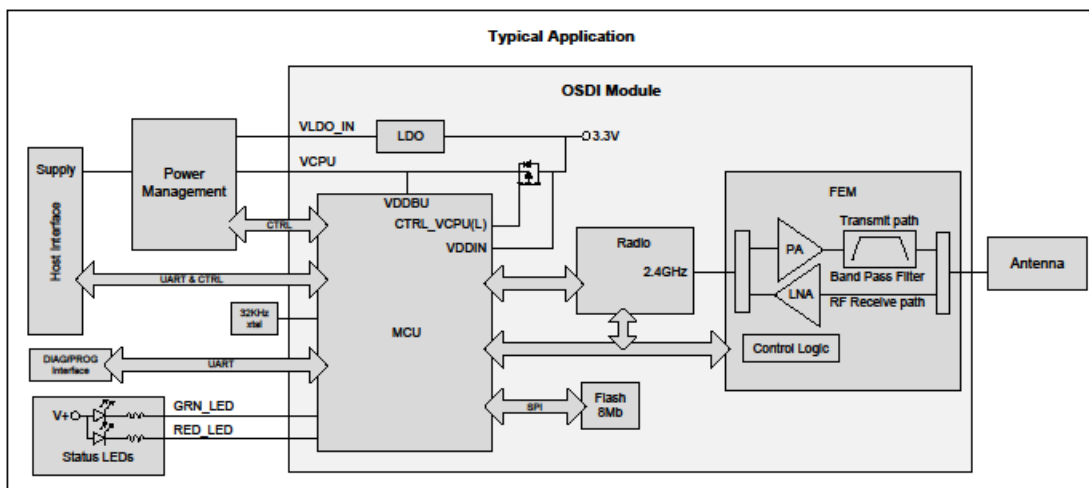 Typical Application
OSDI Module
VLDO_IN
LDO
3.3V
VCPU
Supply
Host Interface
Power
Management
CTRL
VDDBU
CTRL_VCPU(L)
VDDIN
UART & CTRL
32KHz
xtal
MCU
Radio
2.4GHz
FEM
Transmit path
PA
Band Pass Filter
LNA
RF Receive path
Control Logic
Antenna
DIAG/PROG
Interface
UART
SPI
Flash
8Mb
V+
GRN_LED
RED_LED
Status LEDs